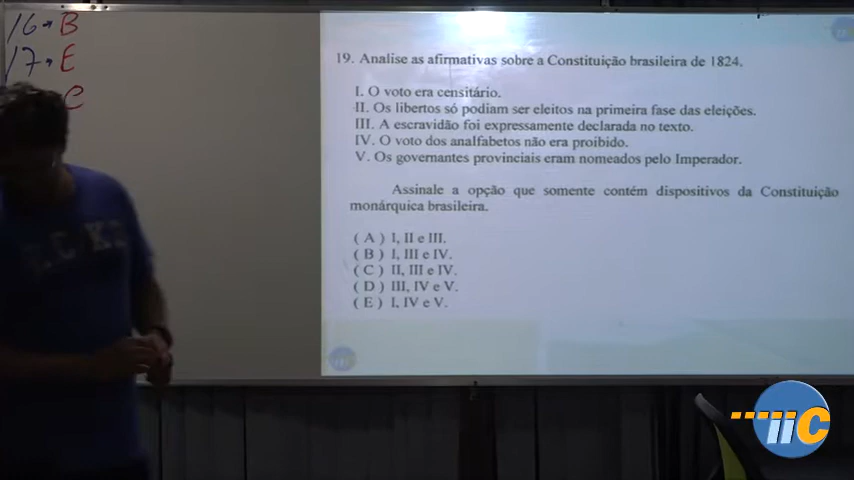 16. B
17. E
C
19. Analise as afirmativas sobre a Constituição brasileira de 1824.
I. O voto era censitário.
II. Os libertos só podiam ser eleitos na primeira fase das eleições.
III. A escravidão foi expressamente declarada no texto.
IV. O voto dos analfabetos não era proibido.
V. Os governantes provinciais eram nomeados pelo Imperador.
Assinale a opção que somente contém dispositivos da Constituição
monárquica brasileira.
( A ) I, II e III.
( B ) I, III e IV.
( C ) II, III e IV.
( D ) III, IV e V.
( E ) I, IV e V.